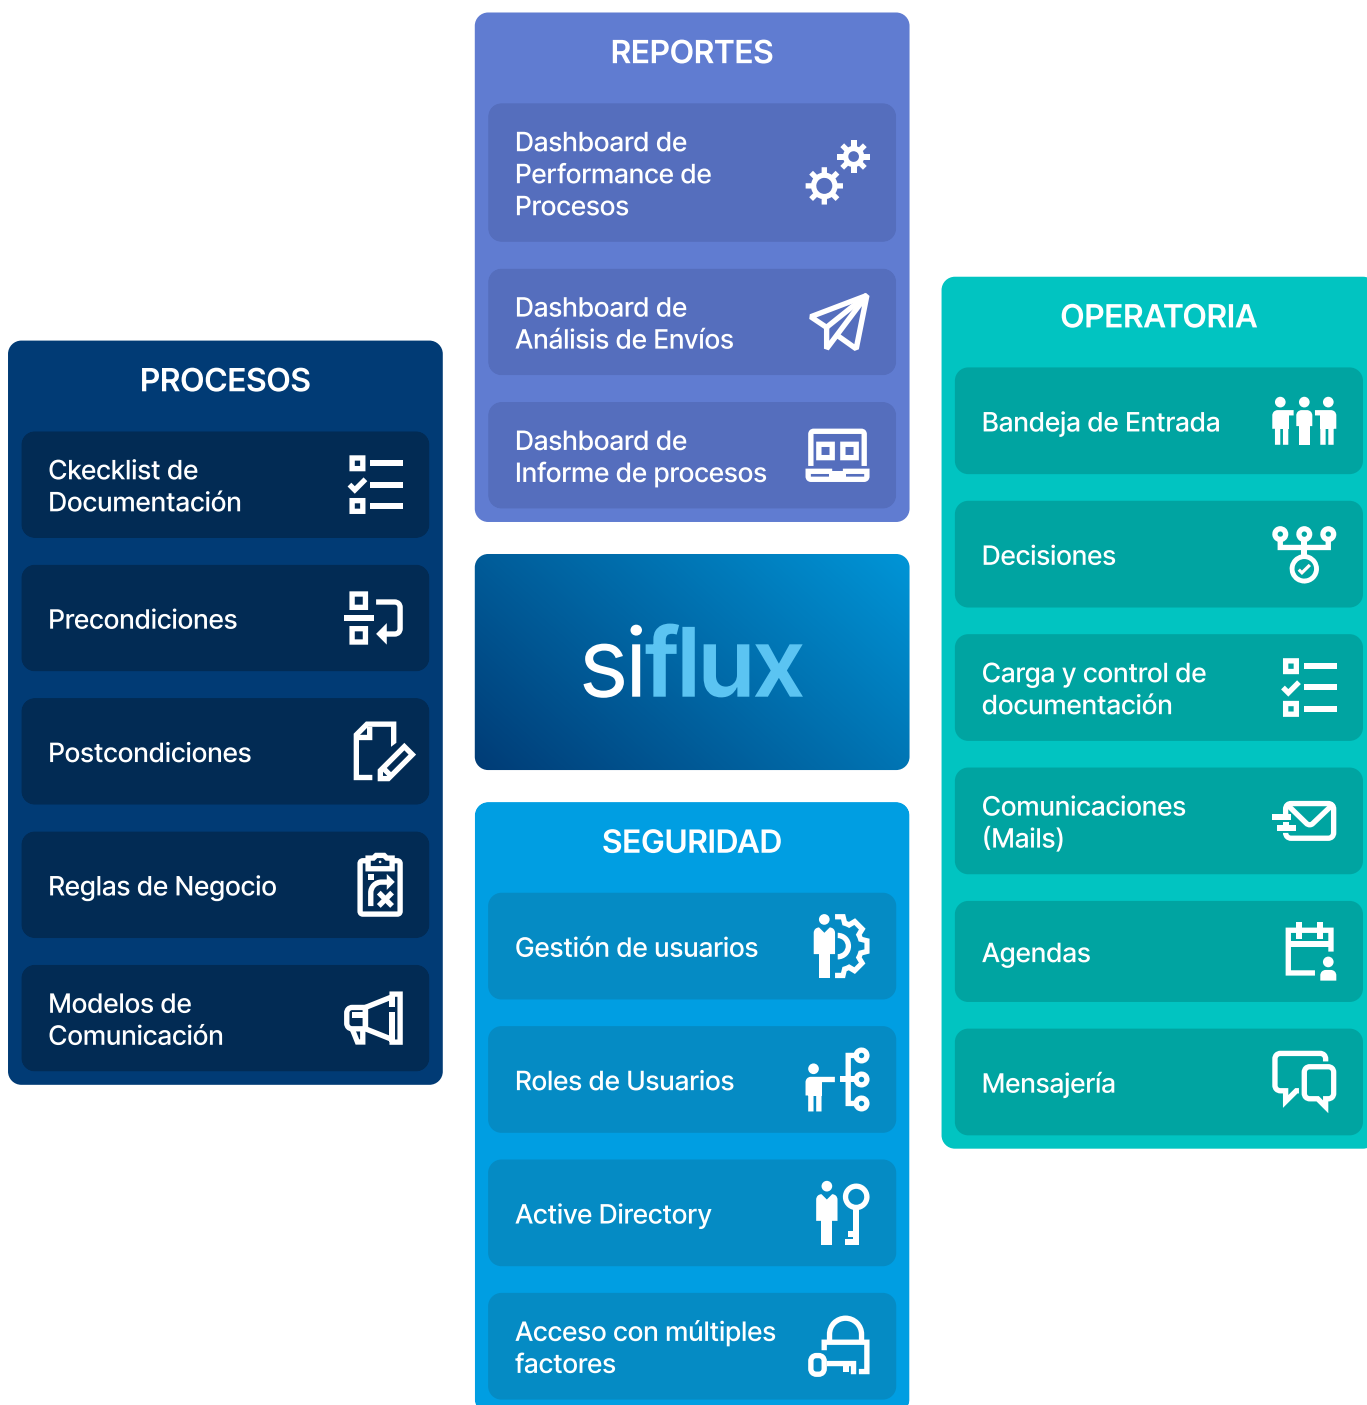 REPORTES
Dashboard de
Performance de
Procesos
Dashboard de
Análisis de Envíos
Dashboard de
Informe de procesos
PROCESOS
Ckecklist de
Documentación
Precondiciones
Postcondiciones
Reglas de Negocio
Modelos de
Comunicación
siflux
SEGURIDAD
Gestión de usuarios
Roles de Usuarios
Active Directory
Acceso con múltiples
factores
OPERATORIA
Bandeja de Entrada
Decisiones
Carga y control de
documentación
Comunicaciones
(Mails)
Agendas
Mensajería